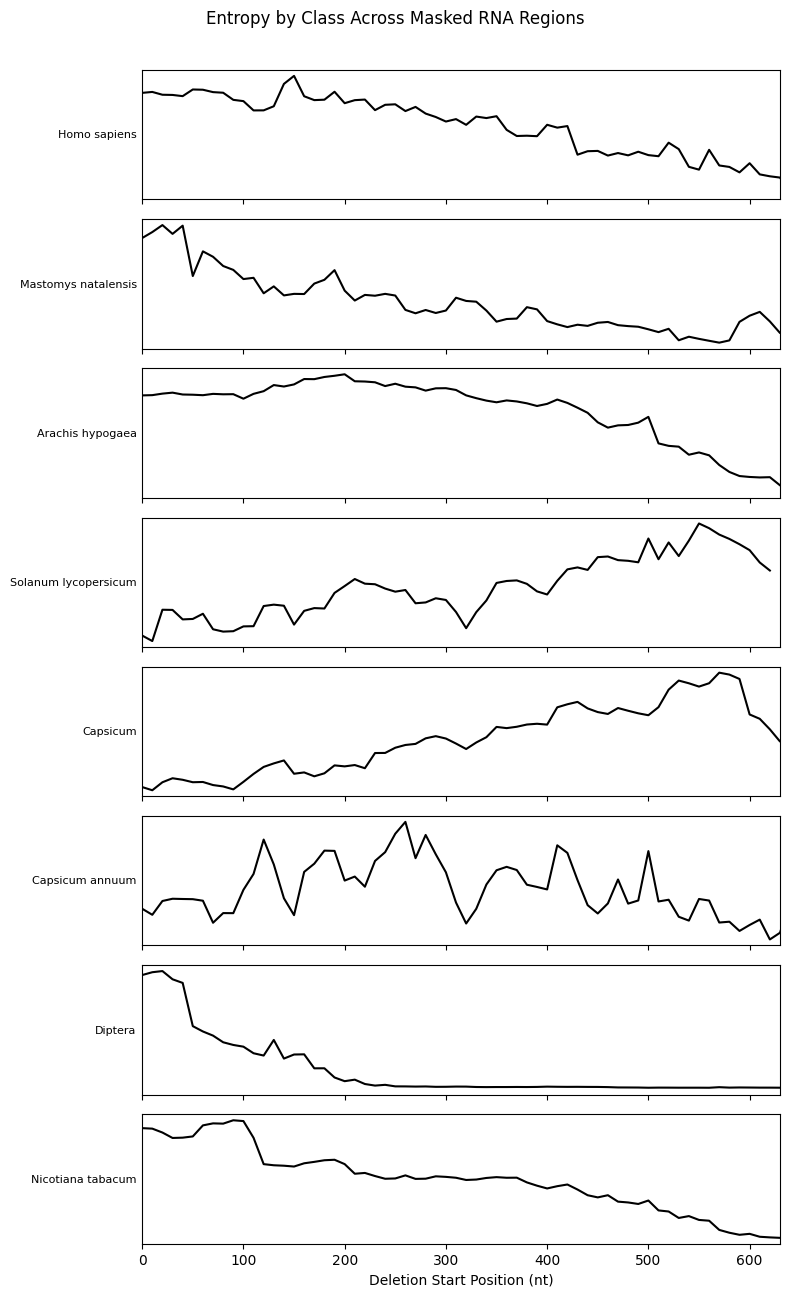 Entropy by Class Across Masked RNA Regions
Homo sapiens
Mastomys natalensis
Arachis hypogaea
Solanum lycopersicum
Capsicum
Capsicum annuum
Diptera
Nicotiana tabacum
0 100 200 300 400 500 600
Deletion Start Position (nt)